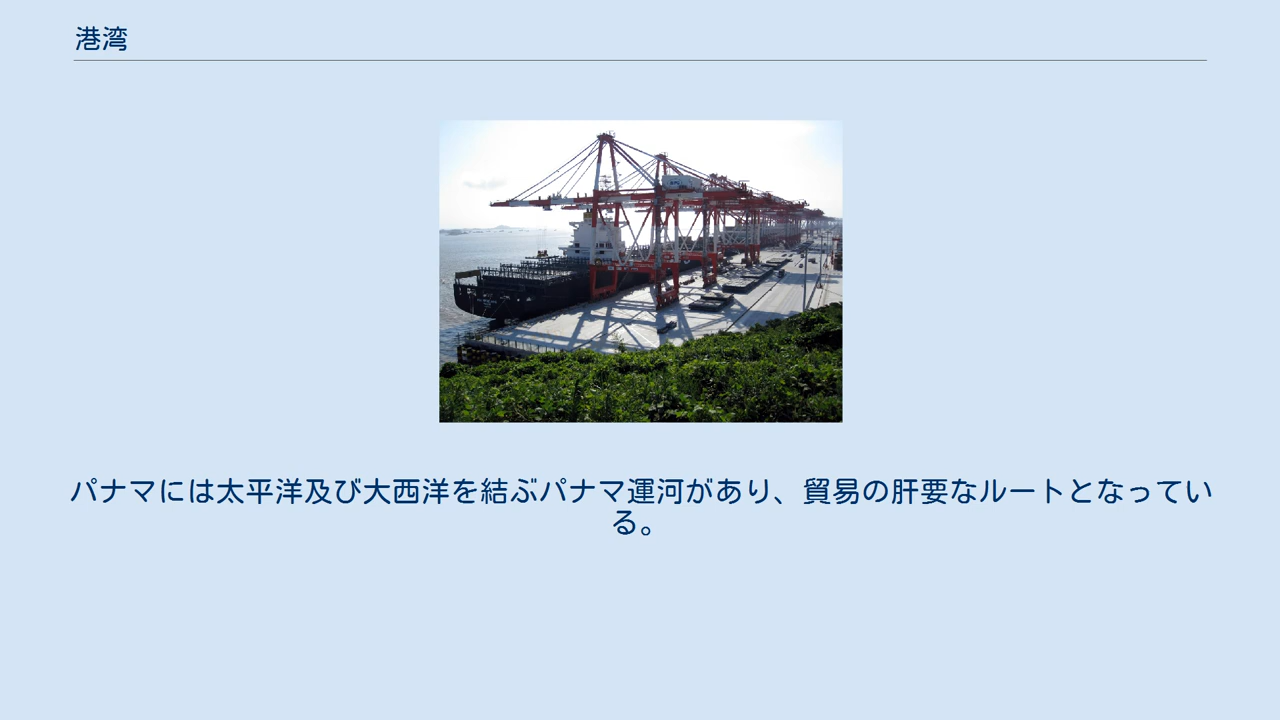 港湾
パナマには太平洋及び大西洋を結ぶパナマ運河があり、貿易の肝要なルートとなってい
る。